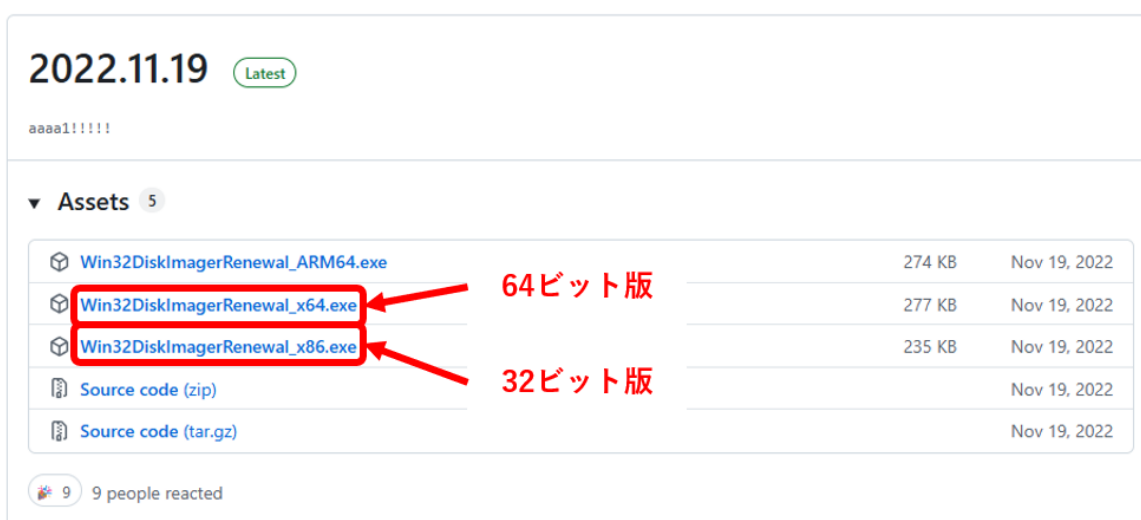 2022.11.19 Latest
aaaa1!!!!!
Assets 5
Win32DiskImagerRenewal_ARM64.exe 274 KB Nov 19, 2022
64ビット版
Win32DiskImagerRenewal_x64.exe 277 KB Nov 19, 2022
Win32DiskImagerRenewal_x86.exe 235 KB Nov 19, 2022
32ビット版
Source code (zip) Nov 19, 2022
Source code (tar.gz) Nov 19, 2022
9 9 people reacted